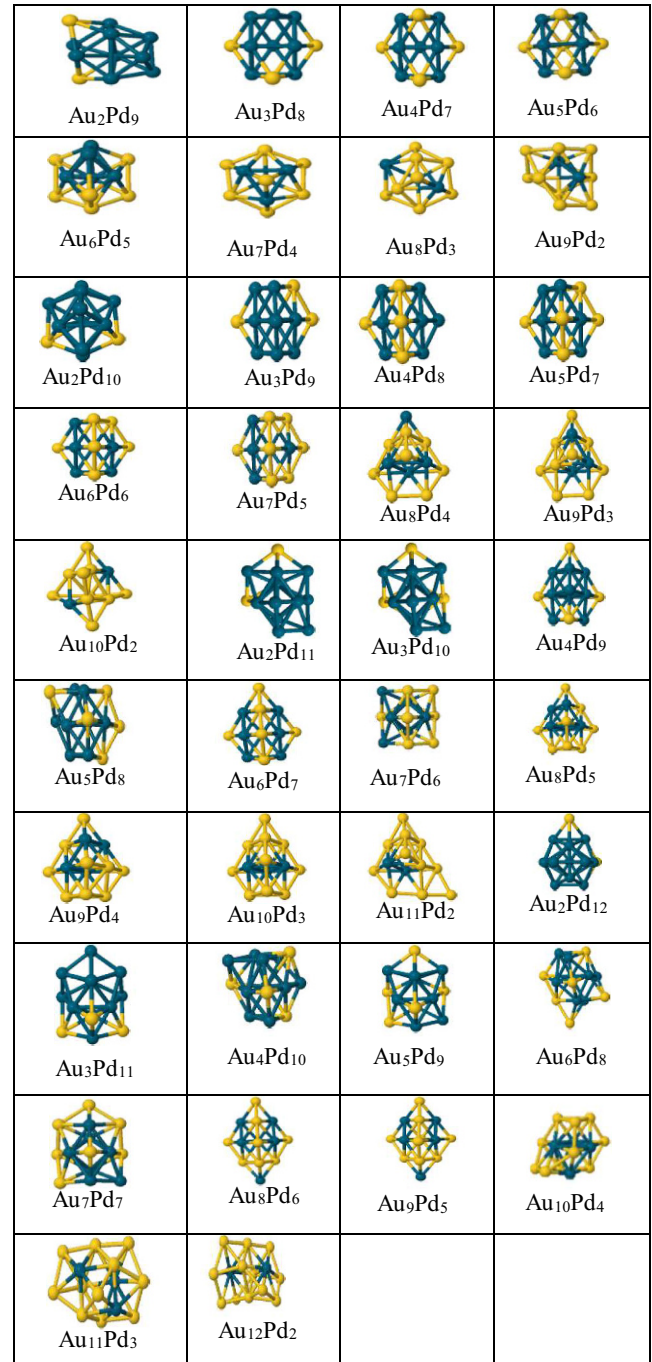 Au₂Pd₉ Au₃Pd₈ Au₄Pd₇ Au₅Pd₆
Au₆Pd₅ Au₇Pd₄ Au₈Pd₃ Au₉Pd₂
Au₂Pd₁₀ Au₃Pd₉ Au₄Pd₈ Au₅Pd₇
Au₆Pd₆ Au₇Pd₅ Au₈Pd₄ Au₉Pd₃
Au₁₀Pd₂ Au₂Pd₁₁ Au₃Pd₁₀ Au₄Pd₉
Au₅Pd₈ Au₆Pd₇ Au₇Pd₆ Au₈Pd₅
Au₉Pd₄ Au₁₀Pd₃ Au₁₁Pd₂ Au₂Pd₁₂
Au₃Pd₁₁ Au₄Pd₁₀ Au₅Pd₉ Au₆Pd₈
Au₇Pd₇ Au₈Pd₆ Au₉Pd₅ Au₁₀Pd₄
Au₁₁Pd₃ Au₁₂Pd₂